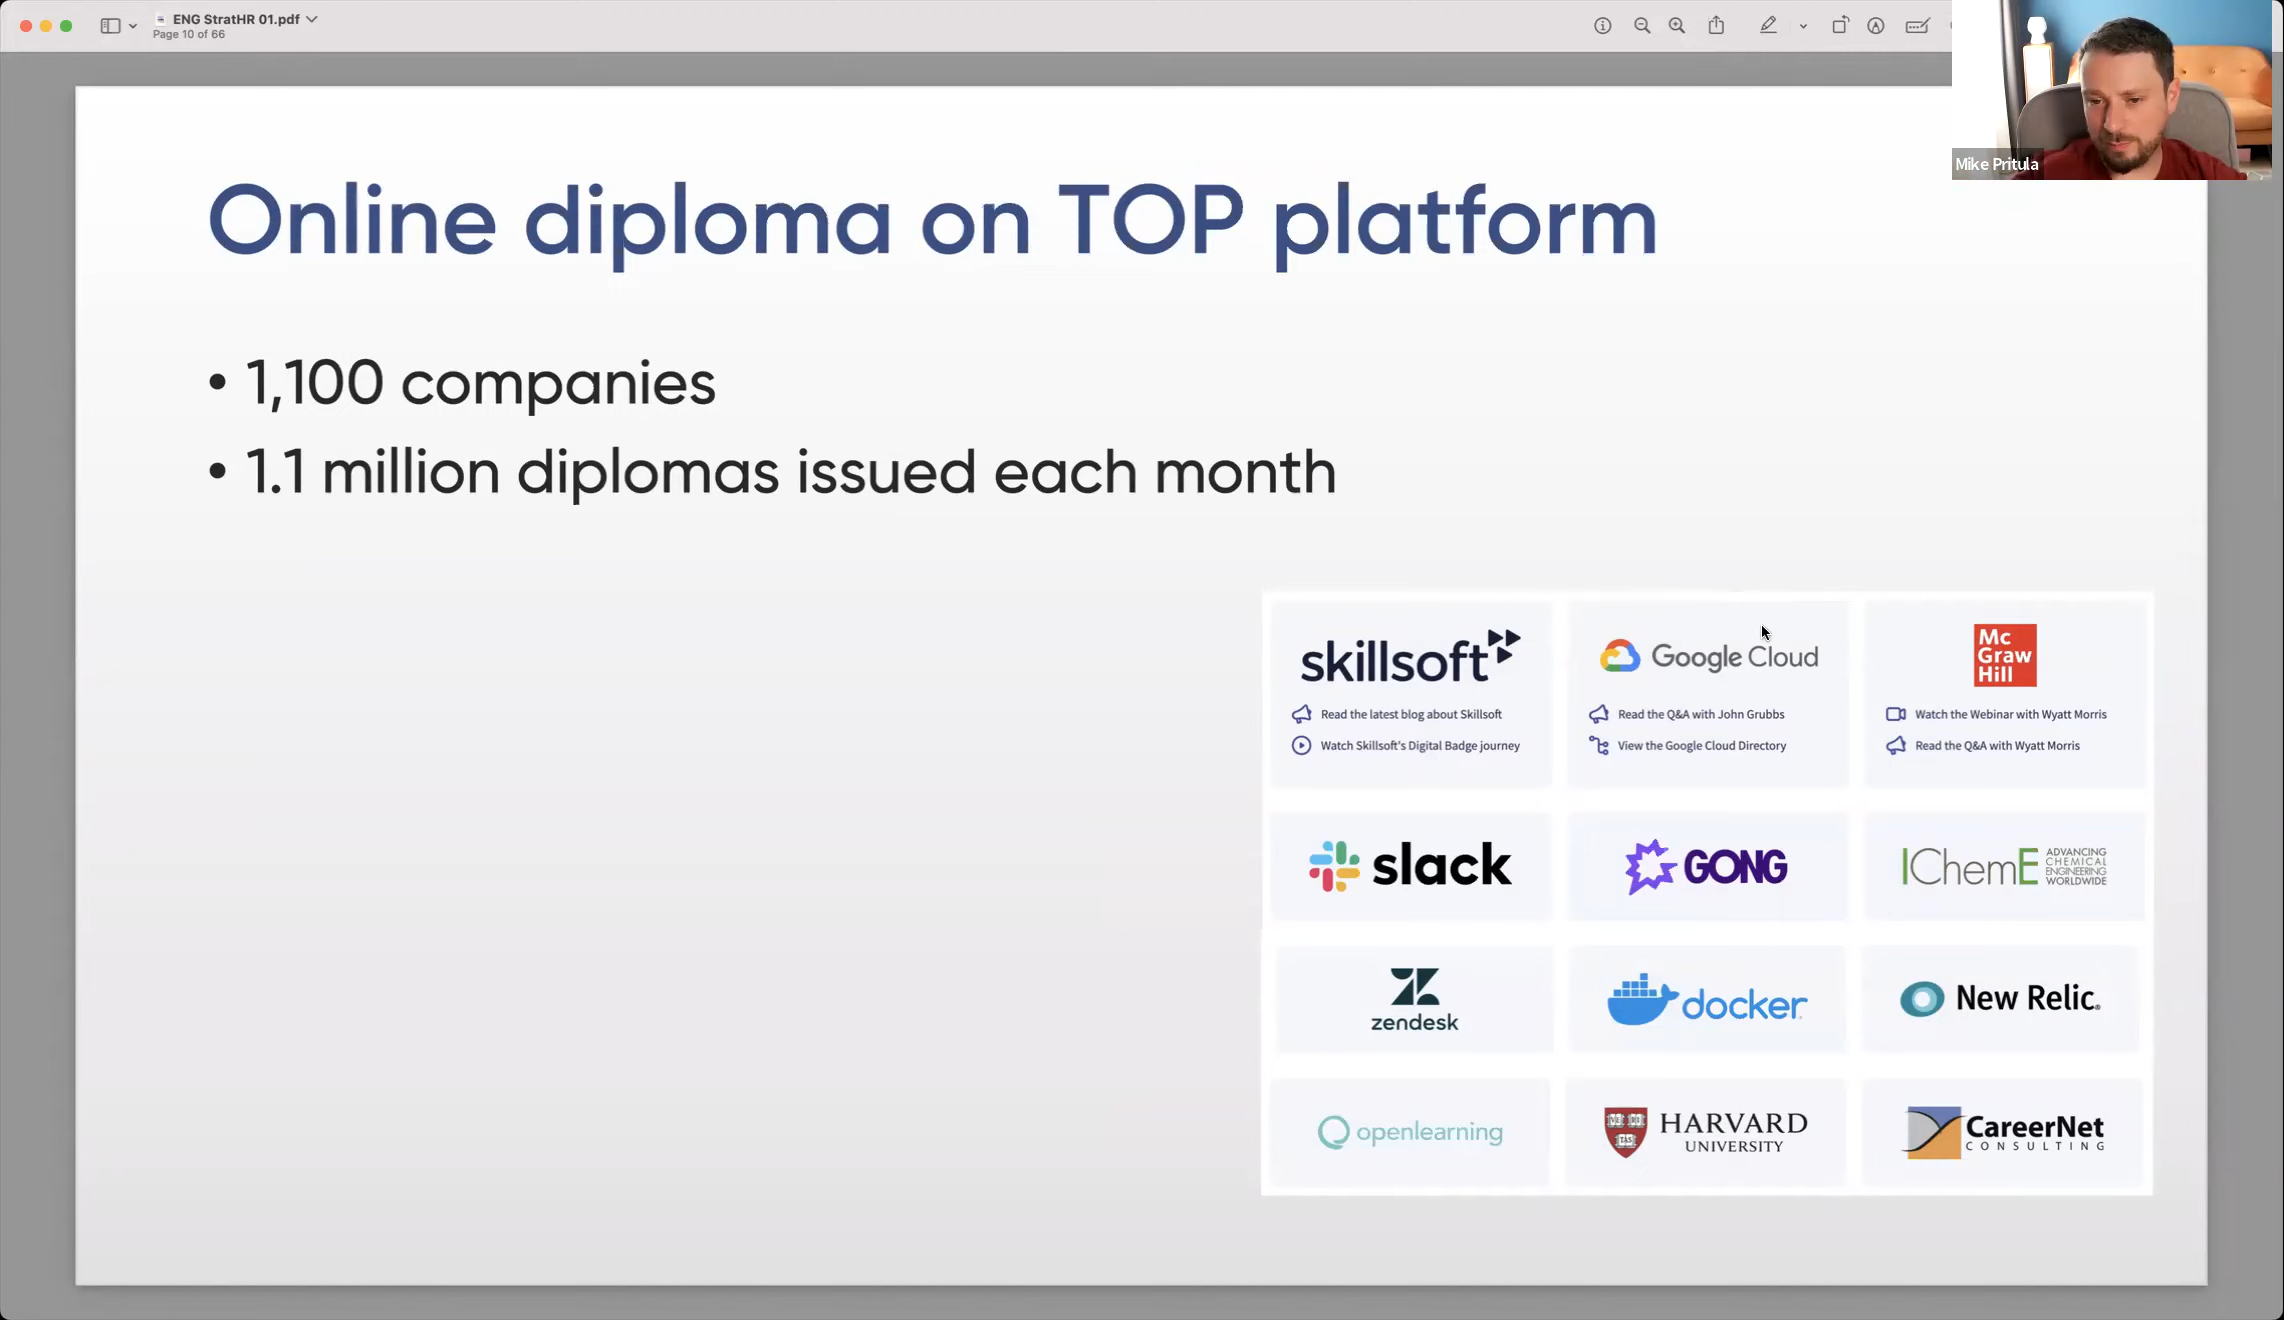 ENG StratHR 01.pdf
Page 10 of 66
Mike Pritula
Online diploma on TOP platform
• 1,100 companies
• 1.1 million diplomas issued each month
skillsoft
Read the latest blog about Skillsoft
Watch Skillsoft's Digital Badge journey
Google Cloud
Read the Q&A with John Grubbs
View the Google Cloud Directory
Mc
Graw
Hill
Watch the Webinar with Wyatt Morris
Read the Q&A with Wyatt Morris
slack
GONG
IChemE
ADVANCING
CHEMICAL
ENGINEERING
WORLDWIDE
zendesk
docker
New Relic
openlearning
VE RI TAS
HARVARD
UNIVERSITY
CareerNet
CONSULTING